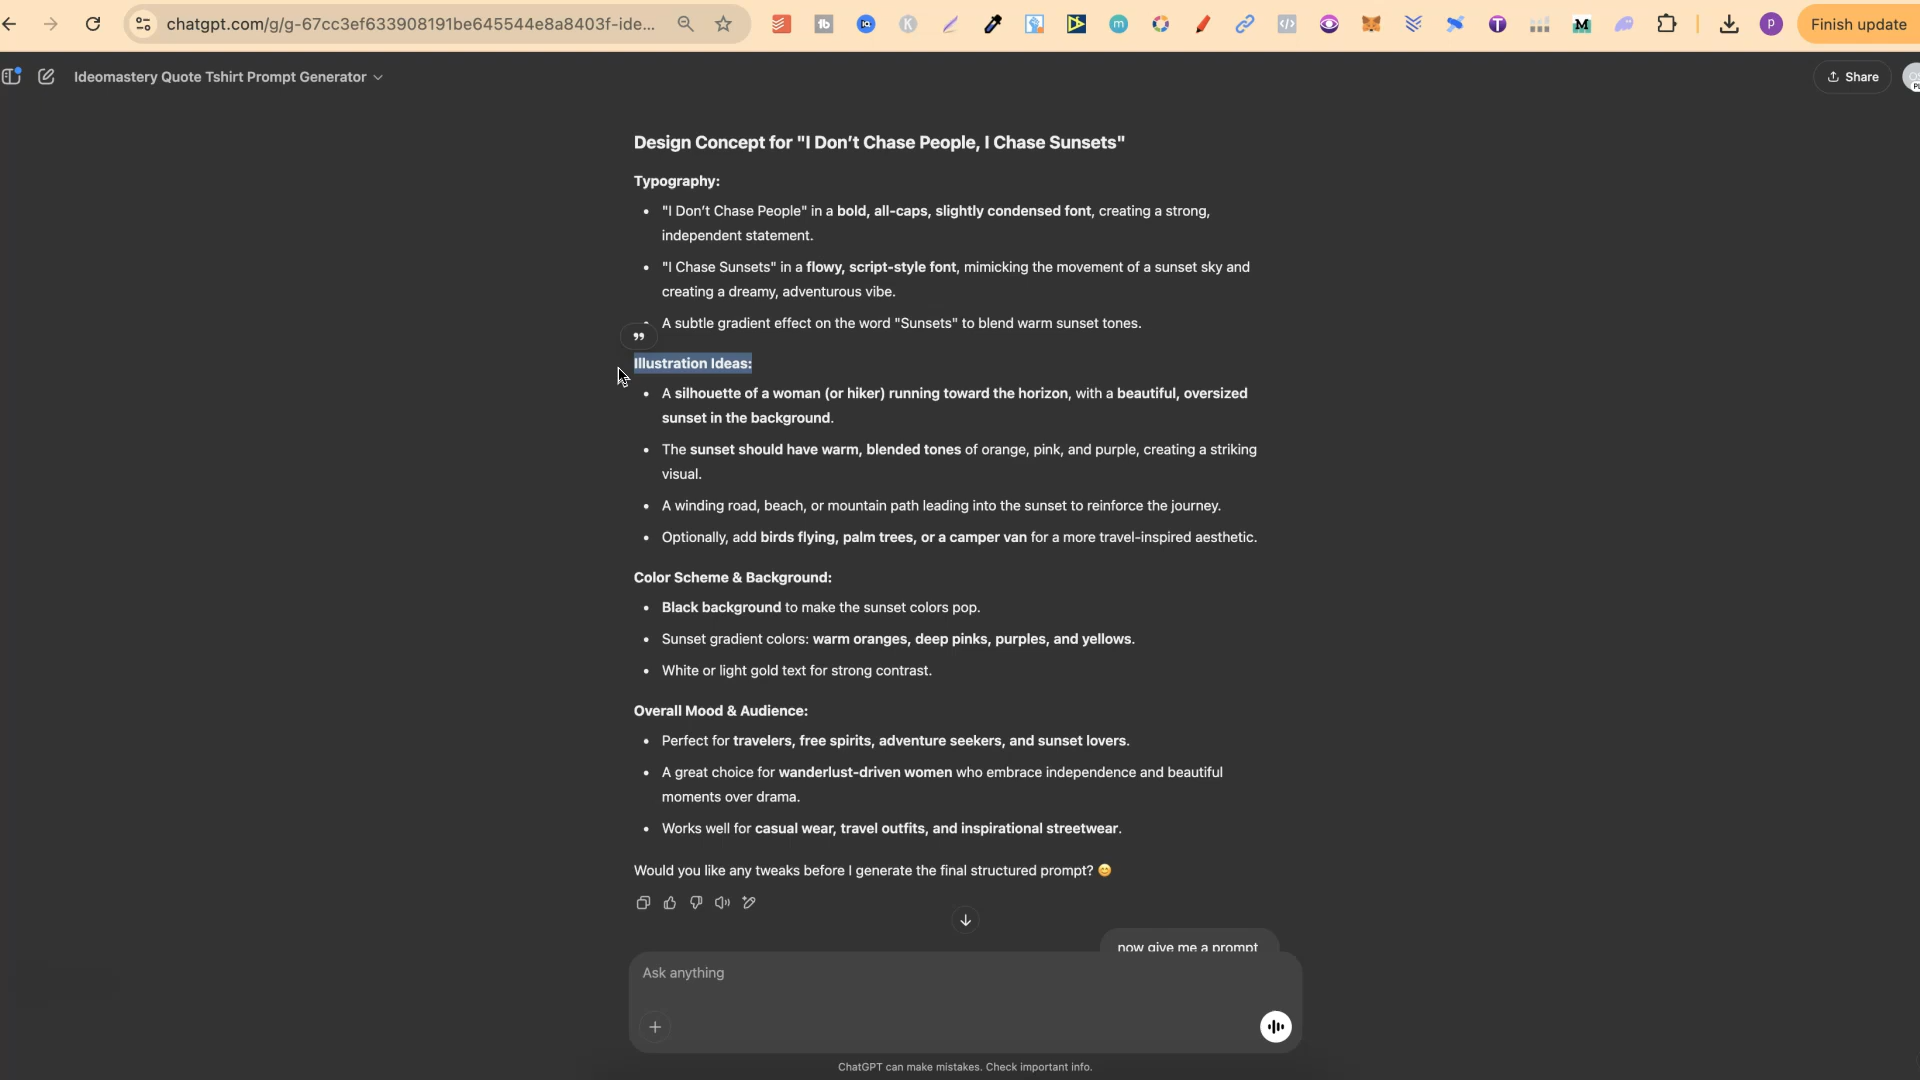 chatgpt.com/g/g-67cc3ef633908191be645544e8a8403f-ide...
Finish update
Ideomastery Quote Tshirt Prompt Generator
Share
Design Concept for "I Don’t Chase People, I Chase Sunsets"
Typography:
"I Don’t Chase People" in a bold, all-caps, slightly condensed font, creating a strong,
independent statement.
"I Chase Sunsets" in a flowy, script-style font, mimicking the movement of a sunset sky and
creating a dreamy, adventurous vibe.
A subtle gradient effect on the word "Sunsets" to blend warm sunset tones.
Illustration Ideas:
A silhouette of a woman (or hiker) running toward the horizon, with a beautiful, oversized
sunset in the background.
The sunset should have warm, blended tones of orange, pink, and purple, creating a striking
visual.
A winding road, beach, or mountain path leading into the sunset to reinforce the journey.
Optionally, add birds flying, palm trees, or a camper van for a more travel-inspired aesthetic.
Color Scheme & Background:
Black background to make the sunset colors pop.
Sunset gradient colors: warm oranges, deep pinks, purples, and yellows.
White or light gold text for strong contrast.
Overall Mood & Audience:
Perfect for travelers, free spirits, adventure seekers, and sunset lovers.
A great choice for wanderlust-driven women who embrace independence and beautiful
moments over drama.
Works well for casual wear, travel outfits, and inspirational streetwear.
Would you like any tweaks before I generate the final structured prompt? 😊
now give me a prompt
Ask anything
ChatGPT can make mistakes. Check important info.